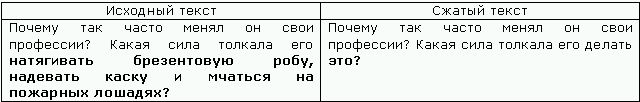 Исходный текст
Сжатый текст
Почему так часто менял он свои
профессии? Какая сила толкала его
натягивать брезентовую робу,
надевать каску и мчаться на
пожарных лошадях?
Почему так часто менял он свои
профессии? Какая сила толкала его делать
это?